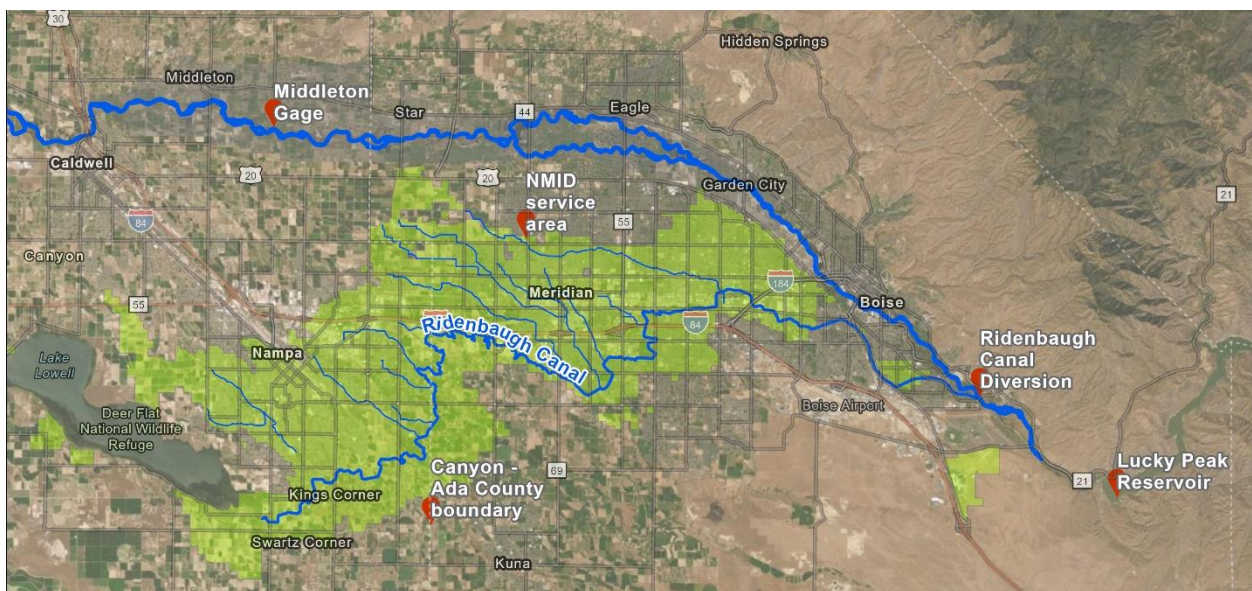 30
Hidden Springs
Middleton
Middleton
Gage
Star
44
Eagle
Caldwell
20
20
NMID
service
area
Garden City
21
84
55
Canyon
55
Meridian
184
Boise
84
Ridenbaugh Canal
Nampa
Ridenbaugh
Canal
Diversion
Lake
Lowell
Deer Flat
National Wildlife
Refuge
Boise Airport
Canyon -
Ada County
boundary
69
Lucky Peak
Reservoir
21
Kings Corner
Swartz Corner
Kuna